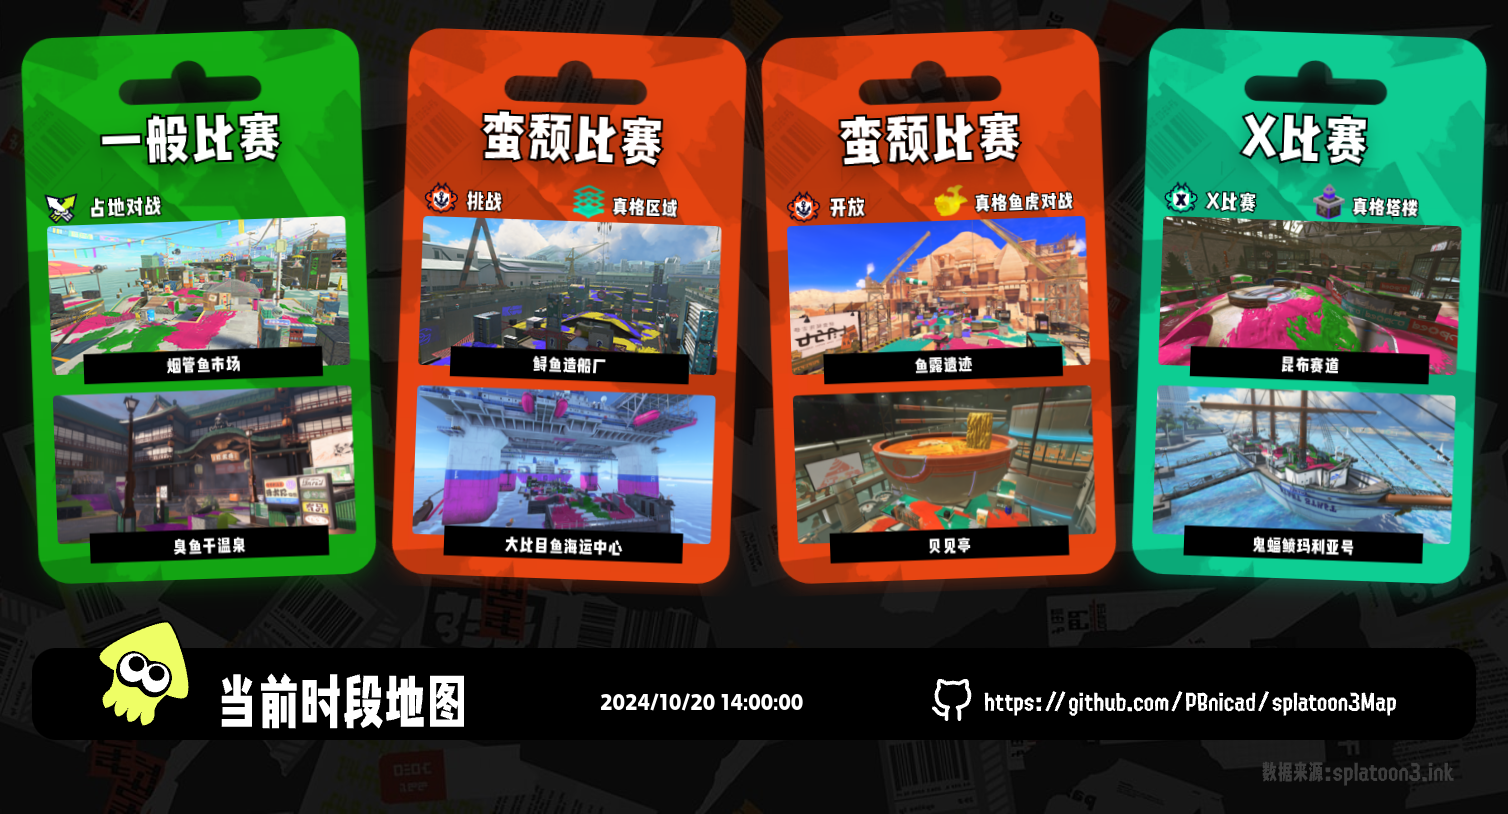 一般比赛
占地对战
烟管鱼市场
臭鱼干温泉
蛮颓比赛
挑战
真格区域
鲟鱼造船厂
大比目鱼海运中心
蛮颓比赛
开放
真格鱼虎对战
鱼露遗迹
贝贝亭
X比赛
X比赛
真格塔楼
昆布赛道
鬼蝠鲼玛利亚号
当前时段地图
2024/10/20 14:00:00
https://github.com/PBnicad/splatoon3Map
数据来源:splatoon3.ink